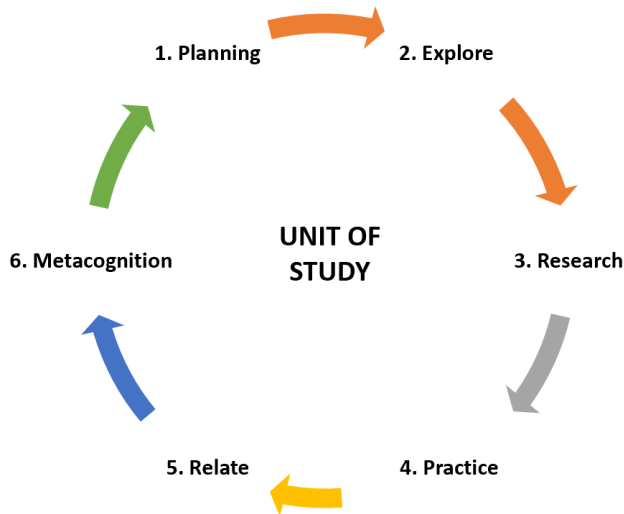 1. Planning
2. Explore
UNIT OF
STUDY
6. Metacognition
3. Research
5. Relate
4. Practice